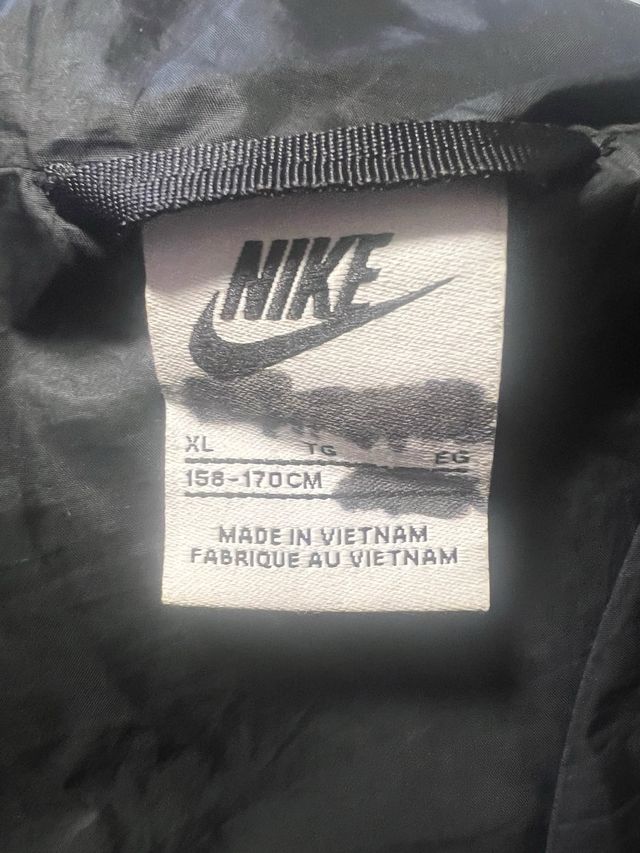 NIKE
XL TG EG
158-170CM
MADE IN VIETNAM
FABRIQUE AU VIETNAM